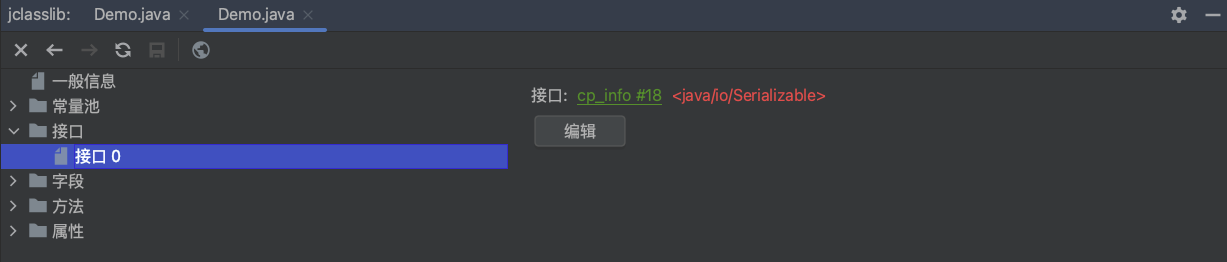 jclasslib: Demo.java Demo.java
一般信息
常量池
接口
接口 0
字段
方法
属性
接口: cp_info #18 <java/io/Serializable>
编辑